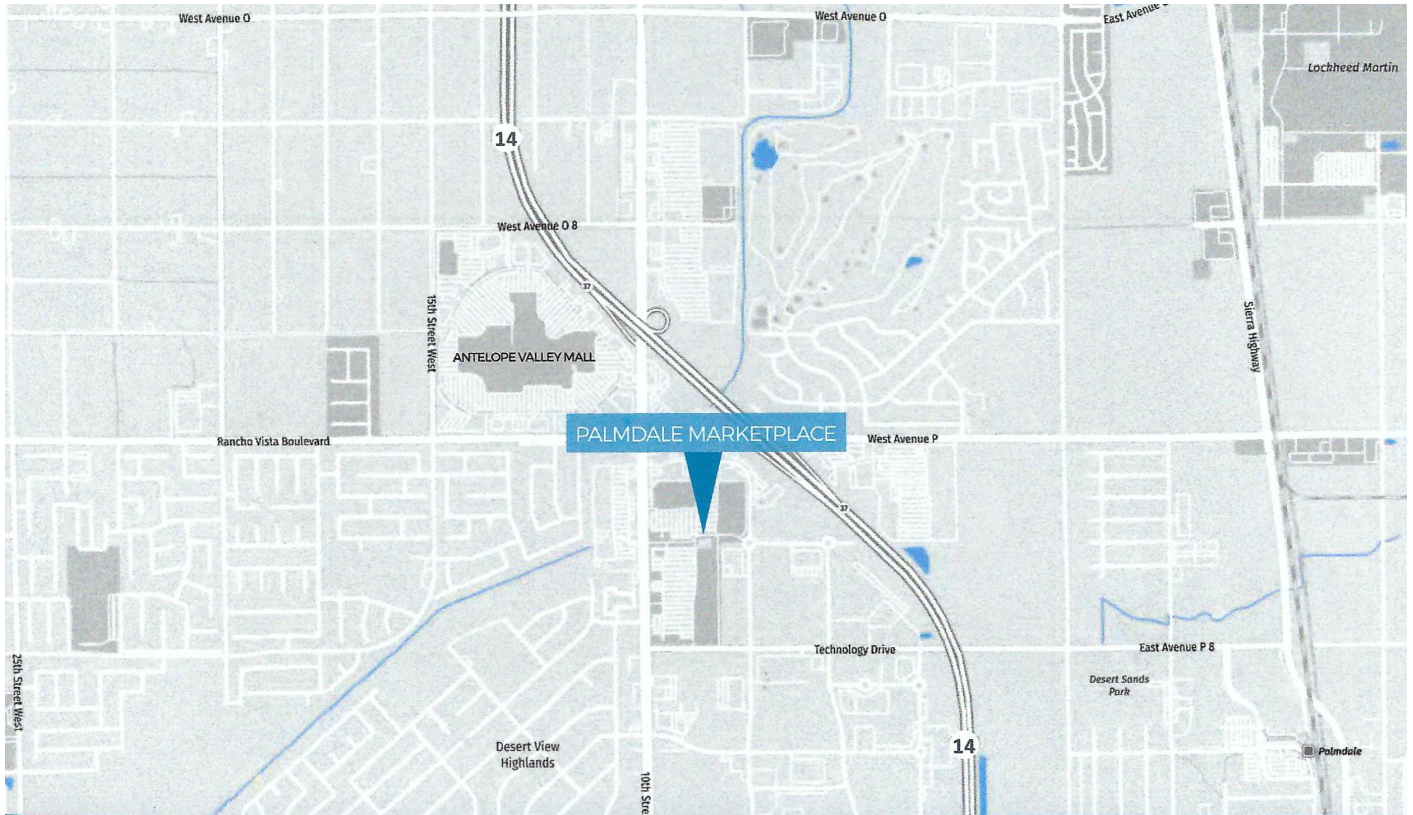 West Avenue O
West Avenue O
East Avenue
Lockheed Martin
14
West Avenue O 8
37
15th Street West
Sierra Highway
ANTELOPE VALLEY MALL
PALMDALE MARKETPLACE
Rancho Vista Boulevard
West Avenue P
37
Technology Drive
East Avenue P 8
25th Street West
Desert Sands
Park
Desert View
Highlands
14
Palmdale
10th Stre